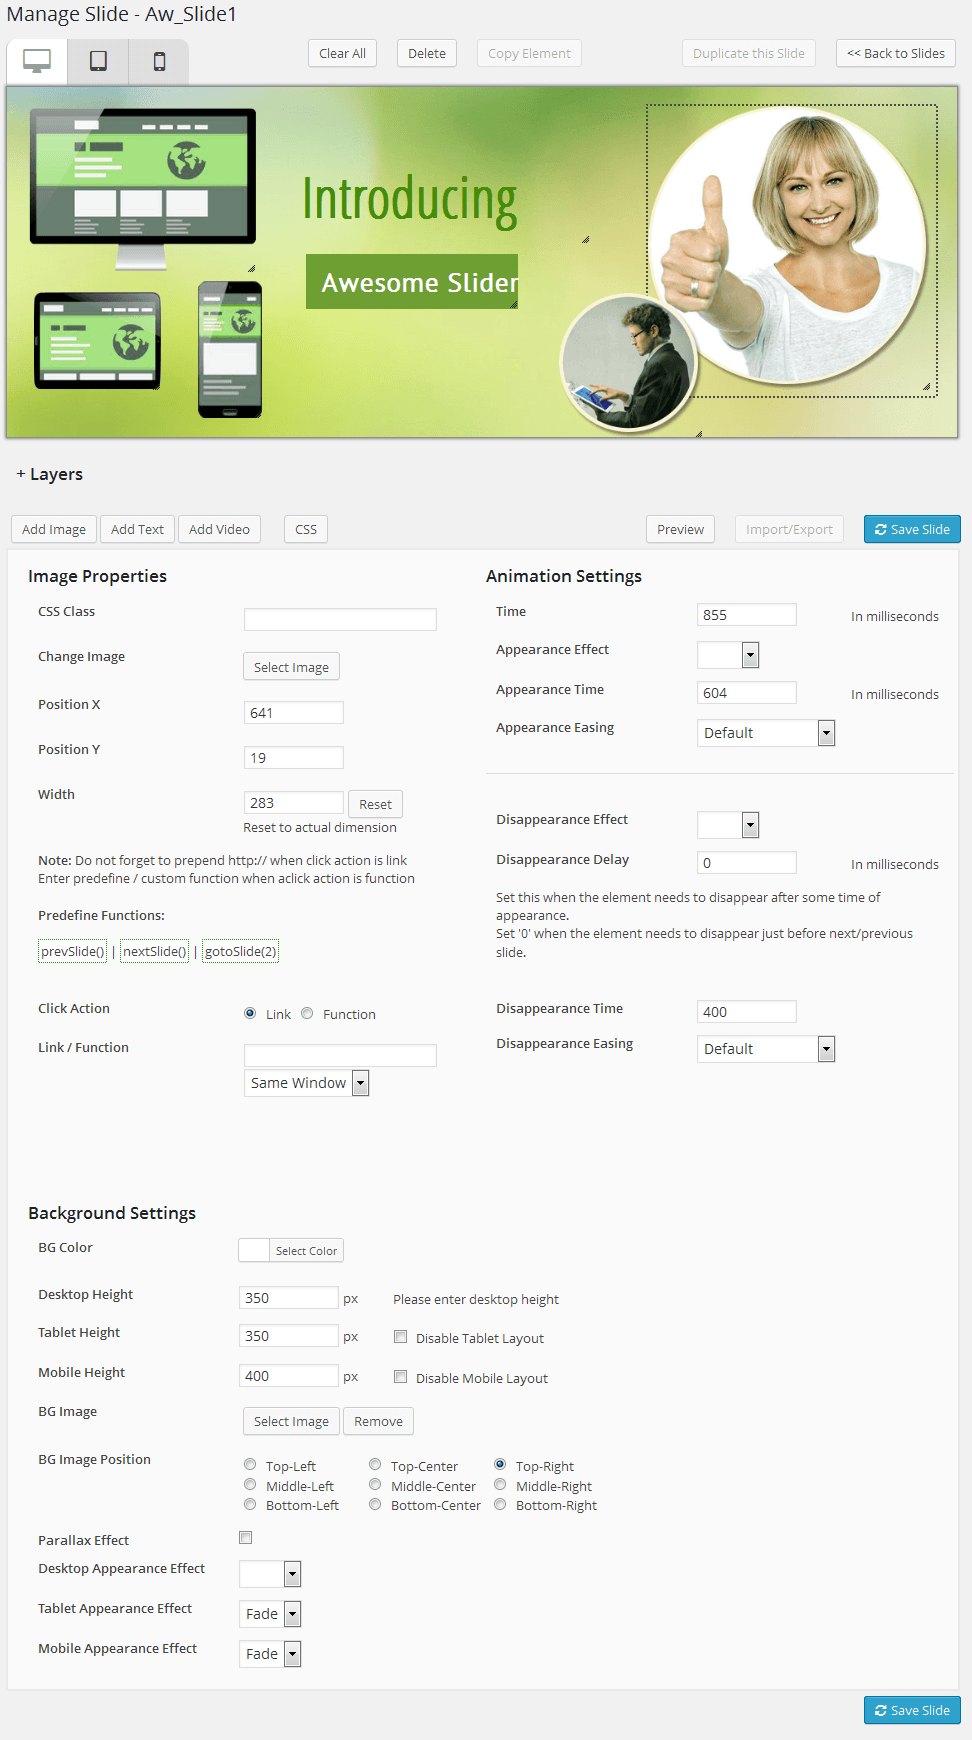 Manage Slide - Aw_Slide1
Clear All Delete Copy Element Duplicate this Slide << Back to Slides
Introducing
Awesome Slider
+ Layers
Add Image Add Text Add Video CSS Preview Import/Export Save Slide
Image Properties
CSS Class
Change Image Select Image
Position X 641
Position Y 19
Width 283 Reset
Reset to actual dimension
Note: Do not forget to prepend http:// when click action is link
Enter predefine / custom function when aclick action is function
Predefine Functions:
prevSlide() | nextSlide() | gotoSlide(2)
Click Action Link Function
Link / Function
Same Window
Animation Settings
Time 855 In milliseconds
Appearance Effect
Appearance Time 604 In milliseconds
Appearance Easing Default
Disappearance Effect
Disappearance Delay 0 In milliseconds
Set this when the element needs to disappear after some time of
appearance.
Set '0' when the element needs to disappear just before next/previous
slide.
Disappearance Time 400
Disappearance Easing Default
Background Settings
BG Color Select Color
Desktop Height 350 px Please enter desktop height
Tablet Height 350 px Disable Tablet Layout
Mobile Height 400 px Disable Mobile Layout
BG Image Select Image Remove
BG Image Position Top-Left Top-Center Top-Right
Middle-Left Middle-Center Middle-Right
Bottom-Left Bottom-Center Bottom-Right
Parallax Effect
Desktop Appearance Effect
Tablet Appearance Effect Fade
Mobile Appearance Effect Fade
Save Slide